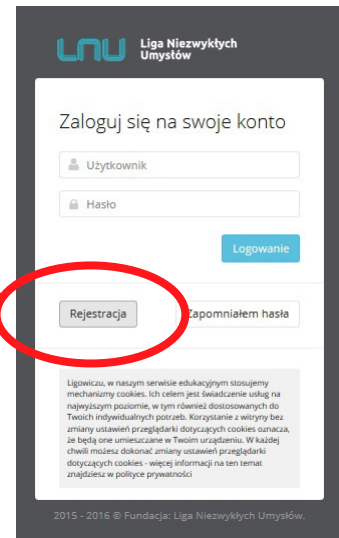 LNU Liga Niezwykłych
Umysłów
Zaloguj się na swoje konto
Użytkownik
Hasło
Logowanie
Rejestracja
Zapomniałem hasła
Ligowiczu, w naszym serwisie edukacyjnym stosujemy
mechanizmy cookies. Ich celem jest świadczenie usług na
najwyższym poziomie, w tym również dostosowanych do
Twoich indywidualnych potrzeb. Korzystanie z witryny bez
zmiany ustawień przeglądarki dotyczących cookies oznacza,
że będą one umieszczane w Twoim urządzeniu. W każdej
chwili możesz dokonać zmiany ustawień przeglądarki
dotyczących cookies - więcej informacji na ten temat
znajdziesz w polityce prywatności
2015 - 2016 © Fundacja: Liga Niezwykłych Umysłów.